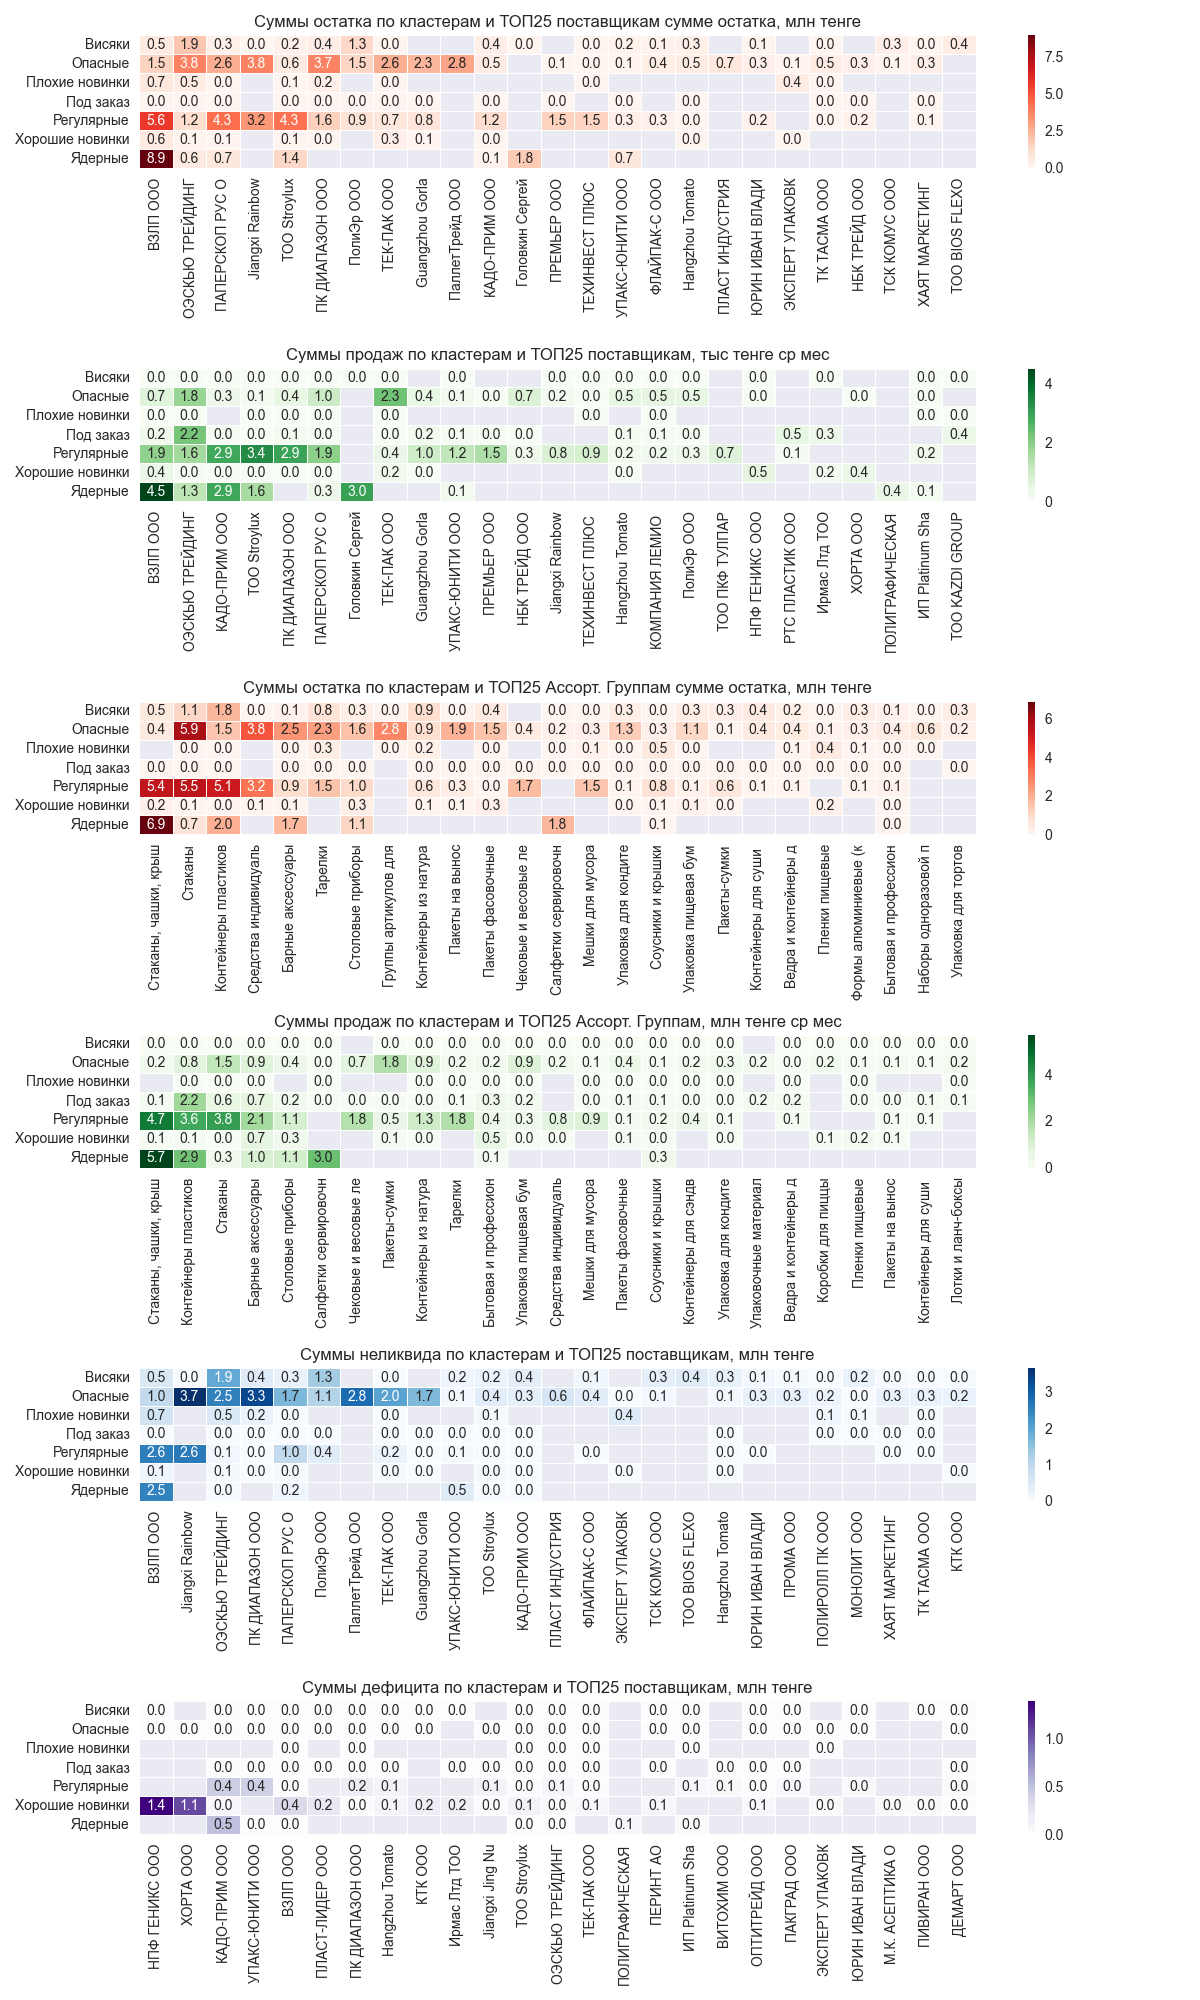 Суммы остатка по кластерам и ТОП25 поставщикам сумме остатка, млн тенге
Висяки 0.5 1.9 0.3 0.0 0.2 0.4 1.3 0.0 0.4 0.0 0.0 0.2 0.1 0.3 0.1 0.0 0.3 0.0 0.4
Опасные 1.5 3.8 2.6 3.8 0.6 3.7 1.5 2.6 2.3 2.8 0.5 0.1 0.0 0.1 0.4 0.5 0.7 0.3 0.1 0.5 0.3 0.1 0.3
Плохие новинки 0.7 0.5 0.0 0.1 0.2 0.0 0.0 0.4 0.0
Под заказ 0.0 0.0 0.0 0.0 0.0 0.0 0.0 0.0 0.0 0.0 0.0 0.0 0.0 0.0 0.0
Регулярные 5.6 1.2 4.3 3.2 4.3 1.6 0.9 0.7 0.8 1.2 1.5 1.5 0.3 0.3 0.0 0.2 0.0 0.2 0.1
Хорошие новинки 0.6 0.1 0.1 0.1 0.0 0.3 0.1 0.0 0.0 0.0
Ядерные 8.9 0.6 0.7 1.4 0.1 1.8 0.7
7.5
5.0
2.5
0.0
ВЗЛП ООО
ОЭСКЬЮ ТРЕЙДИНГ
ПАПЕРСКОП РУС О
Jiangxi Rainbow
ТОО Stroylux
ПК ДИАПАЗОН ООО
ПолиЭр ООО
ТЕК-ПАК ООО
Guangzhou Gorla
ПаллетТрейд ООО
КАДО-ПРИМ ООО
Головкин Сергей
ПРЕМЬЕР ООО
ТЕХИНВЕСТ ПЛЮС
УПАКС-ЮНИТИ ООО
ФЛАЙПАК-С ООО
Hangzhou Tomato
ПЛАСТ ИНДУСТРИЯ
ЮРИН ИВАН ВЛАДИ
ЭКСПЕРТ УПАКОВК
ТК ТАСМА ООО
НБК ТРЕЙД ООО
ТСК КОМУС ООО
ХАЯТ МАРКЕТИНГ
ТОО BIOS FLEXO
Суммы продаж по кластерам и ТОП25 поставщикам, тыс тенге ср мес
Висяки 0.0 0.0 0.0 0.0 0.0 0.0 0.0 0.0 0.0 0.0 0.0 0.0 0.0 0.0 0.0 0.0 0.0 0.0
Опасные 0.7 1.8 0.3 0.1 0.4 1.0 2.3 0.4 0.1 0.0 0.7 0.2 0.0 0.5 0.5 0.5 0.0 0.0 0.0
Плохие новинки 0.0 0.0 0.0 0.0 0.0 0.0 0.0 0.0 0.0 0.0
Под заказ 0.2 2.2 0.0 0.0 0.1 0.0 0.0 0.2 0.1 0.0 0.0 0.1 0.1 0.0 0.5 0.3 0.4
Регулярные 1.9 1.6 2.9 3.4 2.9 1.9 0.4 1.0 1.2 1.5 0.3 0.8 0.9 0.2 0.2 0.3 0.7 0.1 0.2
Хорошие новинки 0.4 0.0 0.0 0.0 0.0 0.0 0.2 0.0 0.0 0.5 0.2 0.4
Ядерные 4.5 1.3 2.9 1.6 0.3 3.0 0.1 0.4 0.1
4
2
0
ВЗЛП ООО
ОЭСКЬЮ ТРЕЙДИНГ
КАДО-ПРИМ ООО
ТОО Stroylux
ПК ДИАПАЗОН ООО
ПАПЕРСКОП РУС О
Головкин Сергей
ТЕК-ПАК ООО
Guangzhou Gorla
УПАКС-ЮНИТИ ООО
ПРЕМЬЕР ООО
НБК ТРЕЙД ООО
Jiangxi Rainbow
ТЕХИНВЕСТ ПЛЮС
Hangzhou Tomato
КОМПАНИЯ ЛЕМИО
ПолиЭр ООО
ТОО ПКФ ТУЛПАР
НПФ ГЕНИКС ООО
РТС ПЛАСТИК ООО
Ирмас Лтд ТОО
ХОРТА ООО
ПОЛИГРАФИЧЕСКАЯ
ИП Platinum Sha
ТОО KAZDI GROUP
Суммы остатка по кластерам и ТОП25 Ассорт. Группам сумме остатка, млн тенге
Висяки 0.5 1.1 1.8 0.0 0.1 0.8 0.3 0.0 0.9 0.0 0.4 0.0 0.0 0.3 0.0 0.3 0.3 0.4 0.2 0.0 0.3 0.1 0.0 0.3
Опасные 0.4 5.9 1.5 3.8 2.5 2.3 1.6 2.8 0.9 1.9 1.5 0.4 0.2 0.3 1.3 0.3 1.1 0.1 0.4 0.4 0.1 0.3 0.4 0.6 0.2
Плохие новинки 0.0 0.0 0.0 0.3 0.0 0.2 0.0 0.0 0.1 0.0 0.5 0.0 0.1 0.4 0.1 0.0 0.0
Под заказ 0.0 0.0 0.0 0.0 0.0 0.0 0.0 0.0 0.0 0.0 0.0 0.0 0.0 0.0 0.0 0.0 0.0 0.0 0.0 0.0 0.0 0.0
Регулярные 5.4 5.5 5.1 3.2 0.9 1.5 1.0 0.6 0.3 0.0 1.7 1.5 0.1 0.8 0.1 0.6 0.1 0.1 0.1 0.1
Хорошие новинки 0.2 0.1 0.0 0.1 0.1 0.3 0.1 0.1 0.3 0.0 0.1 0.1 0.0 0.2 0.0
Ядерные 6.9 0.7 2.0 1.7 1.1 1.8 0.1 0.0
6
4
2
0
Стаканы, чашки, крыш
Стаканы
Контейнеры пластиков
Средства индивидуаль
Барные аксессуары
Тарелки
Столовые приборы
Группы артикулов для
Контейнеры из натура
Пакеты на вынос
Пакеты фасовочные
Чековые и весовые ле
Салфетки сервировочн
Мешки для мусора
Упаковка для кондите
Соусники и крышки
Упаковка пищевая бум
Пакеты-сумки
Контейнеры для суши
Ведра и контейнеры д
Пленки пищевые
Формы алюминиевые (к
Бытовая и профессион
Наборы одноразовой п
Упаковка для тортов
Суммы продаж по кластерам и ТОП25 Ассорт. Группам, млн тенге ср мес
Висяки 0.0 0.0 0.0 0.0 0.0 0.0 0.0 0.0 0.0 0.0 0.0 0.0 0.0 0.0 0.0 0.0 0.0 0.0 0.0 0.0 0.0 0.0 0.0
Опасные 0.2 0.8 1.5 0.9 0.4 0.0 0.7 1.8 0.9 0.2 0.2 0.9 0.2 0.1 0.4 0.1 0.2 0.3 0.2 0.0 0.2 0.1 0.1 0.1 0.2
Плохие новинки 0.0 0.0 0.0 0.0 0.0 0.0 0.0 0.0 0.0 0.0 0.0 0.0 0.0 0.0 0.0 0.0
Под заказ 0.1 2.2 0.6 0.7 0.2 0.0 0.0 0.0 0.0 0.1 0.3 0.2 0.0 0.1 0.1 0.0 0.0 0.2 0.2 0.0 0.0 0.1 0.1
Регулярные 4.7 3.6 3.8 2.1 1.1 1.8 0.5 1.3 1.8 0.4 0.3 0.8 0.9 0.1 0.2 0.4 0.1 0.1 0.1 0.1
Хорошие новинки 0.1 0.1 0.0 0.7 0.3 0.1 0.0 0.5 0.0 0.0 0.1 0.0 0.0 0.1 0.2 0.1
Ядерные 5.7 2.9 0.3 1.0 1.1 3.0 0.1 0.3
4
2
0
Стаканы, чашки, крыш
Контейнеры пластиков
Стаканы
Барные аксессуары
Столовые приборы
Салфетки сервировочн
Чековые и весовые ле
Пакеты-сумки
Контейнеры из натура
Тарелки
Бытовая и профессион
Упаковка пищевая бум
Средства индивидуаль
Мешки для мусора
Пакеты фасовочные
Соусники и крышки
Контейнеры для сэндв
Упаковка для кондите
Упаковочные материал
Ведра и контейнеры д
Коробки для пиццы
Пленки пищевые
Пакеты на вынос
Контейнеры для суши
Лотки и ланч-боксы
Суммы неликвида по кластерам и ТОП25 поставщикам, млн тенге
Висяки 0.5 0.0 1.9 0.4 0.3 1.3 0.0 0.2 0.2 0.4 0.1 0.3 0.4 0.3 0.1 0.1 0.0 0.2 0.0 0.0 0.0
Опасные 1.0 3.7 2.5 3.3 1.7 1.1 2.8 2.0 1.7 0.1 0.4 0.3 0.6 0.4 0.0 0.1 0.1 0.3 0.3 0.2 0.0 0.3 0.3 0.2
Плохие новинки 0.7 0.5 0.2 0.0 0.0 0.1 0.4 0.1 0.1 0.0
Под заказ 0.0 0.0 0.0 0.0 0.0 0.0 0.0 0.0 0.0 0.0 0.0 0.0 0.0 0.0 0.0
Регулярные 2.6 2.6 0.1 0.0 1.0 0.4 0.2 0.0 0.1 0.0 0.0 0.0 0.0 0.0 0.0 0.0
Хорошие новинки 0.1 0.1 0.0 0.0 0.0 0.0 0.0 0.0 0.0 0.0 0.0
Ядерные 2.5 0.0 0.2 0.5 0.0 0.0
3
2
1
0
ВЗЛП ООО
Jiangxi Rainbow
ОЭСКЬЮ ТРЕЙДИНГ
ПК ДИАПАЗОН ООО
ПАПЕРСКОП РУС О
ПолиЭр ООО
ПаллетТрейд ООО
ТЕК-ПАК ООО
Guangzhou Gorla
УПАКС-ЮНИТИ ООО
ТОО Stroylux
КАДО-ПРИМ ООО
ПЛАСТ ИНДУСТРИЯ
ФЛАЙПАК-С ООО
ЭКСПЕРТ УПАКОВК
ТСК КОМУС ООО
ТОО BIOS FLEXO
Hangzhou Tomato
ЮРИН ИВАН ВЛАДИ
ПРОМА ООО
ПОЛИРОЛЛ ПК ООО
МОНОЛИТ ООО
ХАЯТ МАРКЕТИНГ
ТК ТАСМА ООО
КТК ООО
Суммы дефицита по кластерам и ТОП25 поставщикам, млн тенге
Висяки 0.0 0.0 0.0 0.0 0.0 0.0 0.0 0.0 0.0 0.0 0.0 0.0 0.0 0.0 0.0 0.0 0.0 0.0
Опасные 0.0 0.0 0.0 0.0 0.0 0.0 0.0 0.0 0.0 0.0 0.0 0.0 0.0 0.0 0.0 0.0 0.0 0.0 0.0 0.0
Плохие новинки 0.0 0.0 0.0 0.0 0.0 0.0 0.0
Под заказ 0.0 0.0 0.0 0.0 0.0 0.0 0.0 0.0 0.0 0.0 0.0 0.0 0.0 0.0 0.0 0.0 0.0
Регулярные 0.4 0.4 0.0 0.2 0.1 0.1 0.0 0.1 0.0 0.1 0.1 0.0 0.0 0.0 0.0
Хорошие новинки 1.4 1.1 0.0 0.4 0.2 0.0 0.1 0.2 0.2 0.0 0.1 0.0 0.1 0.1 0.1 0.0 0.0 0.0 0.0
Ядерные 0.5 0.0 0.0 0.0 0.0 0.1 0.0
1.0
0.5
0.0
НПФ ГЕНИКС ООО
ХОРТА ООО
КАДО-ПРИМ ООО
УПАКС-ЮНИТИ ООО
ВЗЛП ООО
ПЛАСТ-ЛИДЕР ООО
ПК ДИАПАЗОН ООО
Hangzhou Tomato
КТК ООО
Ирмас Лтд ТОО
Jiangxi Jing Nu
ТОО Stroylux
ОЭСКЬЮ ТРЕЙДИНГ
ТЕК-ПАК ООО
ПОЛИГРАФИЧЕСКАЯ
ПЕРИНТ АО
ИП Platinum Sha
ВИТОХИМ ООО
ОПТИТРЕЙД ООО
ПАКГРАД ООО
ЭКСПЕРТ УПАКОВК
ЮРИН ИВАН ВЛАДИ
М.К. АСЕПТИКА О
ПИВИРАН ООО
ДЕМАРТ ООО